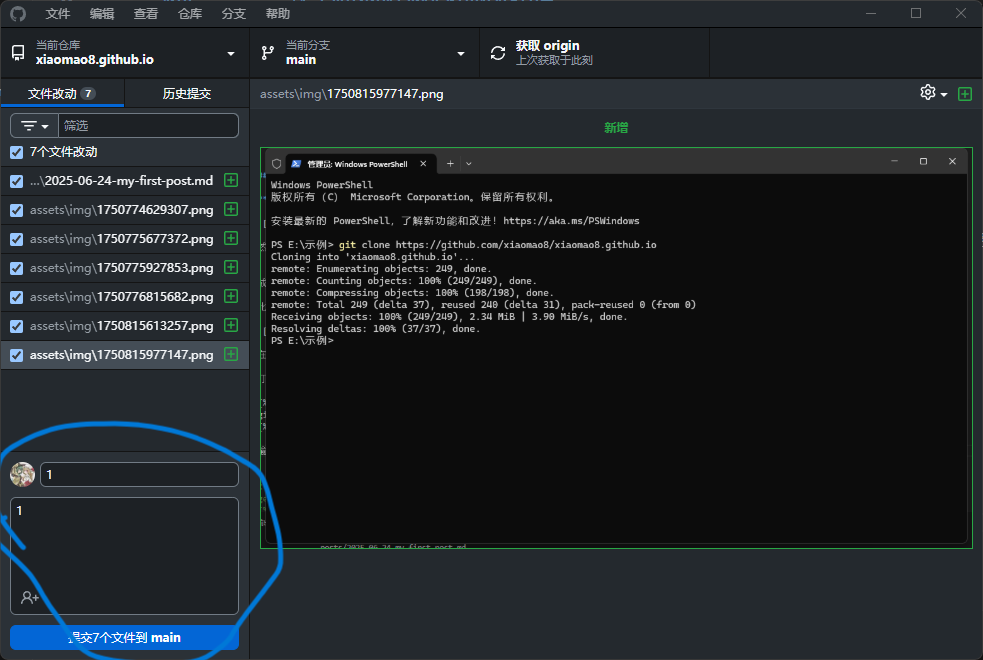 文件 编辑 查看 仓库 分支 帮助
当前仓库
xiaomao8.github.io
当前分支
main
获取 origin
上次获取于此刻
文件改动 7
历史提交
assets\img\1750815977147.png
筛选
新增
7个文件改动
...\2025-06-24-my-first-post.md
assets\img\1750774629307.png
assets\img\1750775677372.png
assets\img\1750775927853.png
assets\img\1750776815682.png
assets\img\1750815613257.png
assets\img\1750815977147.png
管理员: Windows PowerShell
Windows PowerShell
版权所有 (C) Microsoft Corporation。保留所有权利。
安装最新的 PowerShell，了解新功能和改进！https://aka.ms/PSWindows
PS E:\示例> git clone https://github.com/xiaomao8/xiaomao8.github.io
Cloning into 'xiaomao8.github.io'...
remote: Enumerating objects: 249, done.
remote: Counting objects: 100% (249/249), done.
remote: Compressing objects: 100% (198/198), done.
remote: Total 249 (delta 37), reused 240 (delta 31), pack-reused 0 (from 0)
Receiving objects: 100% (249/249), 2.34 MiB | 3.90 MiB/s, done.
Resolving deltas: 100% (37/37), done.
PS E:\示例>
posts/2025-06-24-my-first-post.md
1
1
提交7个文件到 main